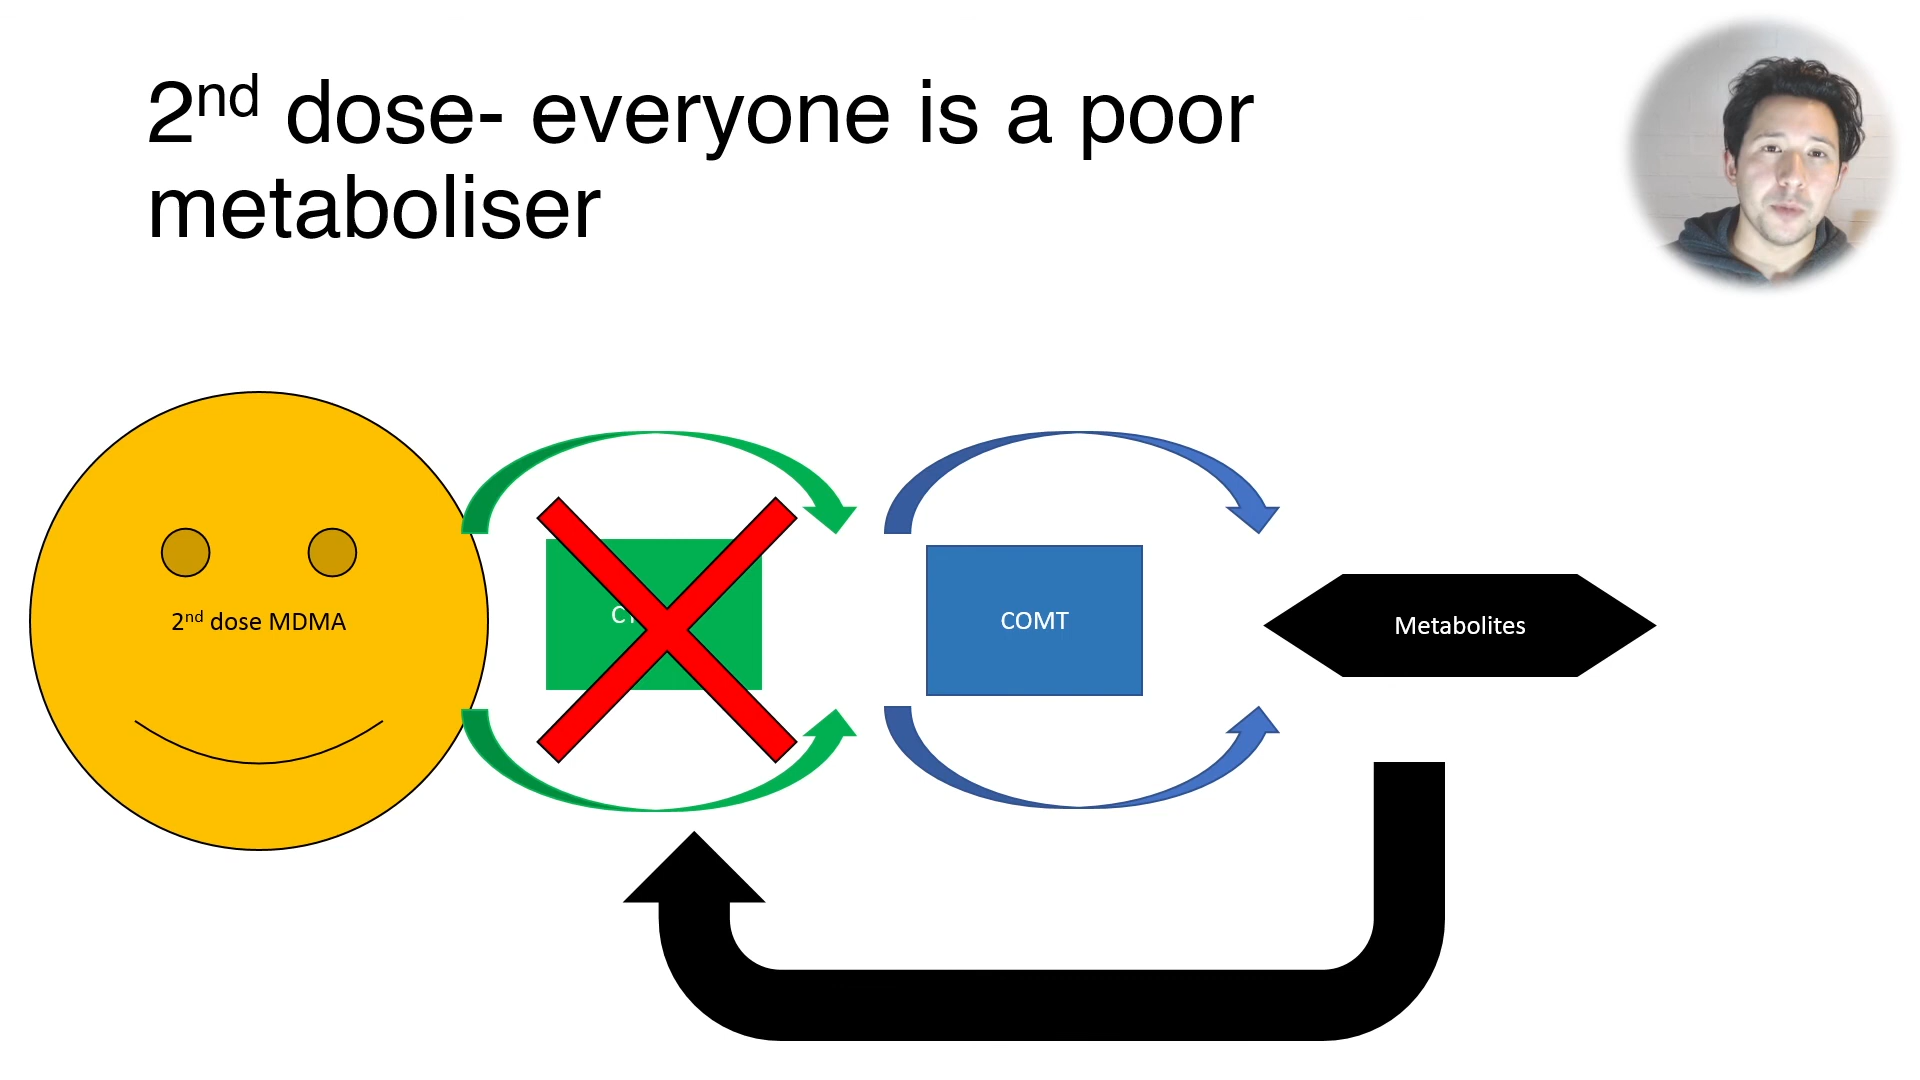 2nd dose- everyone is a poor
metaboliser
2nd dose MDMA
COMT
Metabolites